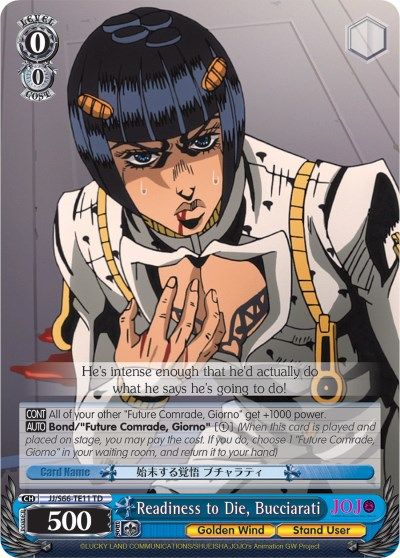 LEVEL
0
0
COST
He's intense enough that he'd actually do
what he says he's going to do!
CONT All of your other "Future Comrade, Giorno" get +1000 power.
AUTO Bond/"Future Comrade, Giorno" [(1)] (When this card is played and
placed on stage, you may pay the cost. If you do, choose 1 "Future Comrade, Giorno"
in your waiting room, and return it to your hand)
Card Name 始末する覚悟 ブチャラティ
CH JJ/S66-TE11 TD
500
Readiness to Die, Bucciarati JOJO
Golden Wind Stand User
©LUCKY LAND COMMUNICATIONS/SHUEISHA,JOJO's Animation GW Project